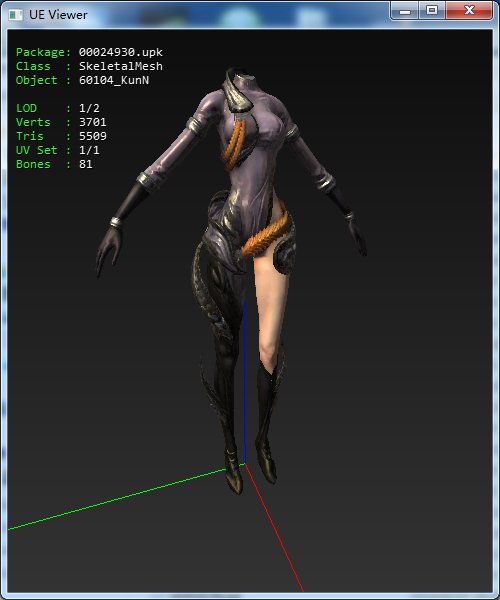 UE Viewer
Package: 00024930.upk
Class : SkeletalMesh
Object : 60104_KunN
LOD : 1/2
Verts : 3701
Tris : 5509
UV Set : 1/1
Bones : 81